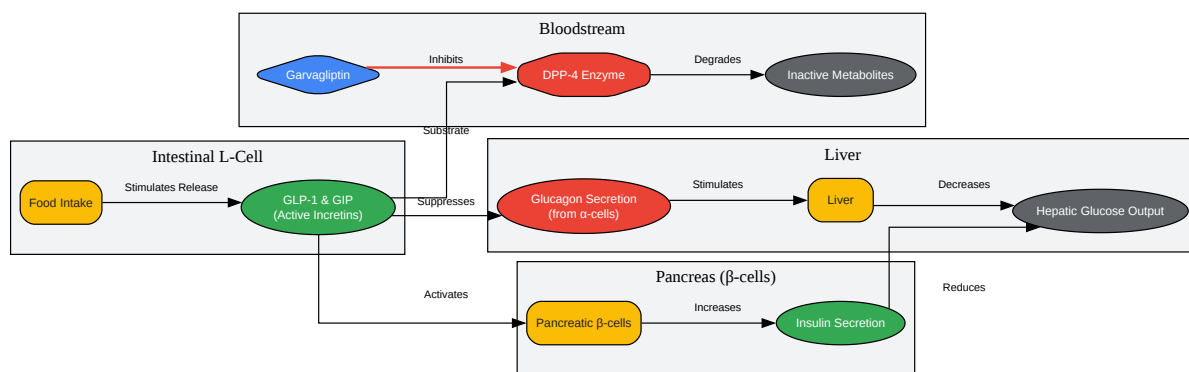 Bloodstream
Garvagliptin
Inhibits
DPP-4 Enzyme
Degrades
Inactive Metabolites
Substrate
Intestinal L-Cell
Food Intake
Stimulates Release
GLP-1 & GIP
(Active Incretins)
Suppresses
Liver
Glucagon Secretion
(from α-cells)
Stimulates
Liver
Decreases
Hepatic Glucose Output
Pancreas (β-cells)
Activates
Pancreatic β-cells
Increases
Insulin Secretion
Reduces